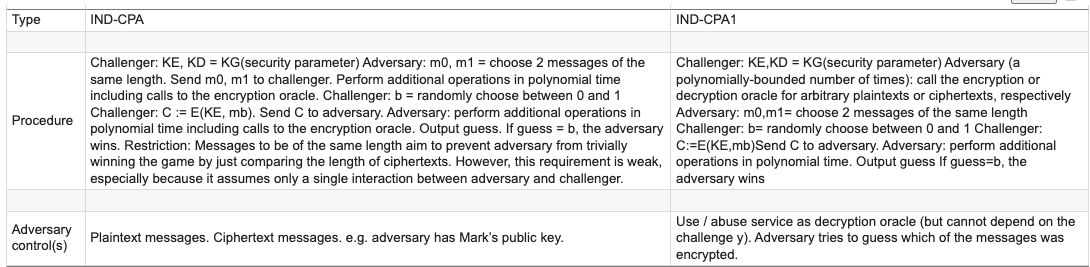 Type IND-CPA IND-CPA1
Procedure
Challenger: KE, KD = KG(security parameter) Adversary: m0, m1 = choose 2 messages of the
same length. Send m0, m1 to challenger. Perform additional operations in polynomial time
including calls to the encryption oracle. Challenger: b = randomly choose between 0 and 1
Challenger: C := E(KE, mb). Send C to adversary. Adversary: perform additional operations in
polynomial time including calls to the encryption oracle. Output guess. If guess = b, the adversary
wins. Restriction: Messages to be of the same length aim to prevent adversary from trivially
winning the game by just comparing the length of ciphertexts. However, this requirement is weak,
especially because it assumes only a single interaction between adversary and challenger.
Challenger: KE,KD = KG(security parameter) Adversary (a
polynomially-bounded number of times): call the encryption or
decryption oracle for arbitrary plaintexts or ciphertexts, respectively
Adversary: m0,m1= choose 2 messages of the same length
Challenger: b= randomly choose between 0 and 1 Challenger:
C:=E(KE,mb)Send C to adversary. Adversary: perform additional
operations in polynomial time. Output guess If guess=b, the
adversary wins
Adversary
control(s)
Plaintext messages. Ciphertext messages. e.g. adversary has Mark's public key.
Use / abuse service as decryption oracle (but cannot depend on the
challenge y). Adversary tries to guess which of the messages was
encrypted.